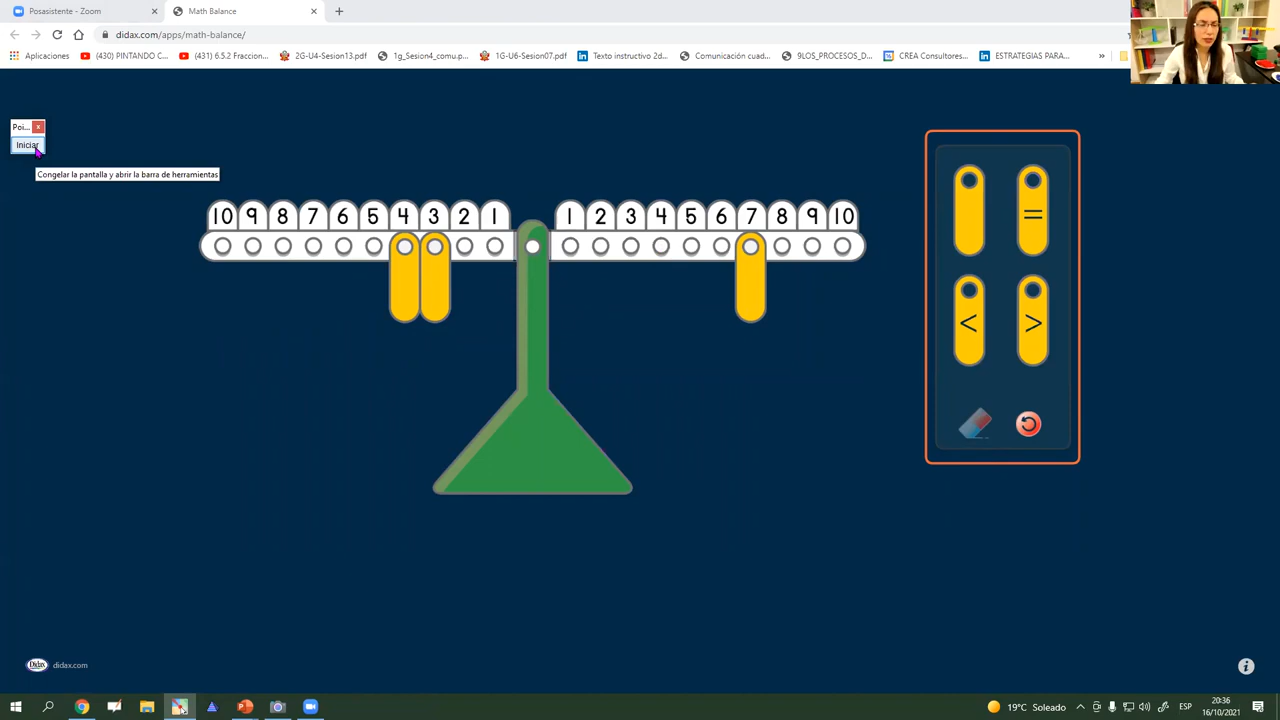 Posasistente - Zoom
Math Balance
didax.com/apps/math-balance/
Aplicaciones
(430) PINTANDO C...
(431) 6.5.2 Fraccion...
2G-U4-Sesion13.pdf
1g_Sesion4_comu.p...
1G-U6-Sesion07.pdf
Texto instructivo 2d...
Comunicación cuad...
9LOS_PROCESOS_D...
CREA Consultores...
ESTRATEGIAS PARA...
Poi...
Iniciar
Congelar la pantalla y abrir la barra de herramientas
10 9 8 7 6 5 4 3 2 1 1 2 3 4 5 6 7 8 9 10
=
< >
Didax didax.com
i
19°C Soleado
ESP
20:36
16/10/2021